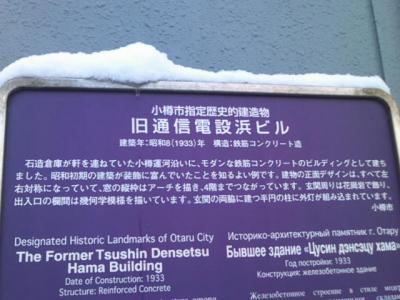 小樽市指定歴史的建造物
旧通信電設浜ビル
建築年:昭和8(1933)年　構造:鉄筋コンクリート造
石造倉庫が軒を連ねていた小樽運河沿いに、モダンな鉄筋コンクリートのビルディングとして建ち
ました。昭和初期の建築が装飾に富んでいたことを知るよい例です。建物の正面デザインは、すべて左
右対称になっていて、窓の縦枠はアーチを描き、4階までつながっています。玄関周りは花崗岩で飾り、
出入口の欄間は幾何学模様を描いています。玄関の両脇に建つ半円の柱に外灯が組み込まれています。
小樽市
Designated Historic Landmarks of Otaru City
The Former Tsushin Densetsu
Hama Building
Date of Construction: 1933
Structure: Reinforced Concrete
Историко-архитектурный памятник г. Отару
Бывшее здание «Цусин дэнсэцу хама»
Год постройки: 1933
Конструкция: железобетонное здание
Железобетонное строение в стиле